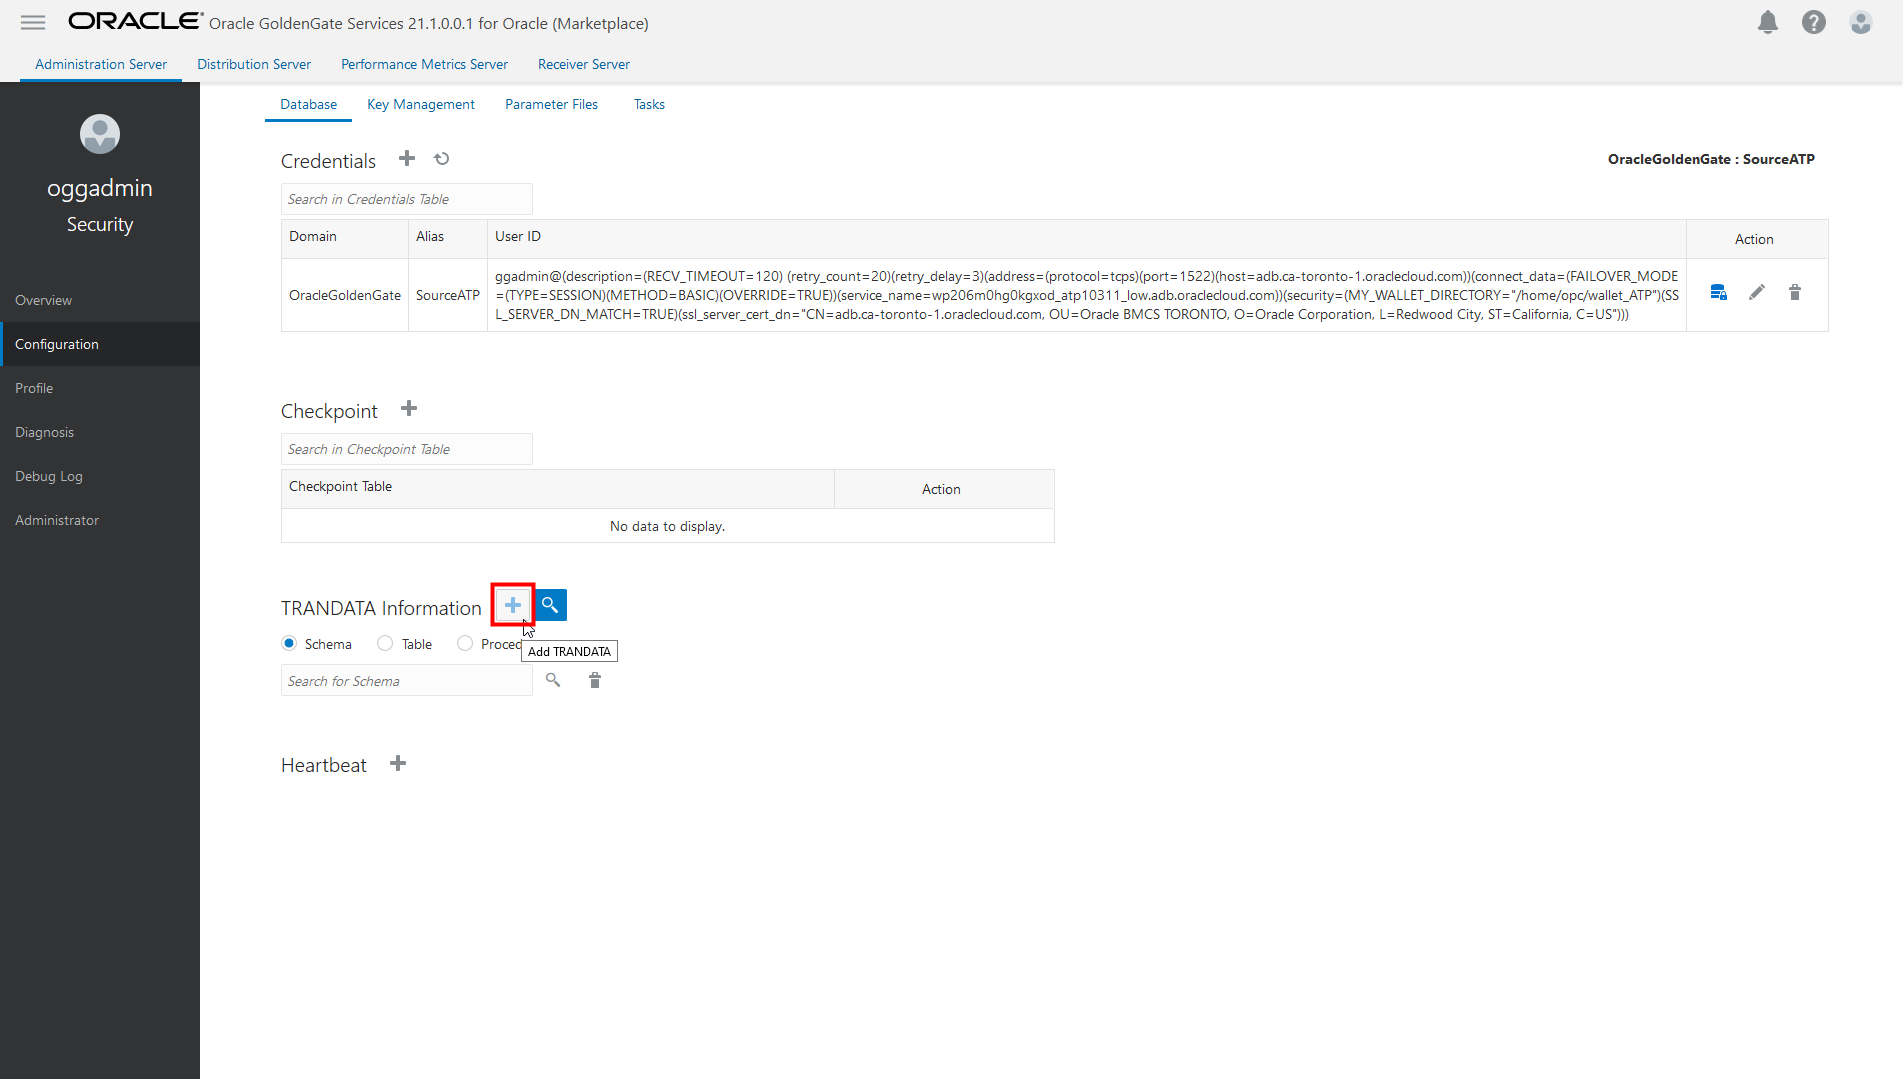 ORACLE Oracle GoldenGate Services 21.1.0.0.1 for Oracle (Marketplace)
Administration Server Distribution Server Performance Metrics Server Receiver Server
oggadmin
Security
Overview
Configuration
Profile
Diagnosis
Debug Log
Administrator
Database Key Management Parameter Files Tasks
Credentials
OracleGoldenGate : SourceATP
Search in Credentials Table
Domain Alias User ID Action
OracleGoldenGate SourceATP
ggadmin@(description=(RECV_TIMEOUT=120) (retry_count=20)(retry_delay=3)(address=(protocol=tcps)(port=1522)(host=adb.ca-toronto-1.oraclecloud.com))(connect_data=(FAILOVER_MODE
=(TYPE=SESSION)(METHOD=BASIC)(OVERRIDE=TRUE))(service_name=wp206m0hg0kgxod_atp10311_low.adb.oraclecloud.com))(security=(MY_WALLET_DIRECTORY="/home/opc/wallet_ATP")(SS
L_SERVER_DN_MATCH=TRUE)(ssl_server_cert_dn="CN=adb.ca-toronto-1.oraclecloud.com, OU=Oracle BMCS TORONTO, O=Oracle Corporation, L=Redwood City, ST=California, C=US")))
Checkpoint
Search in Checkpoint Table
Checkpoint Table Action
No data to display.
TRANDATA Information
Schema Table Proced
Add TRANDATA
Search for Schema
Heartbeat